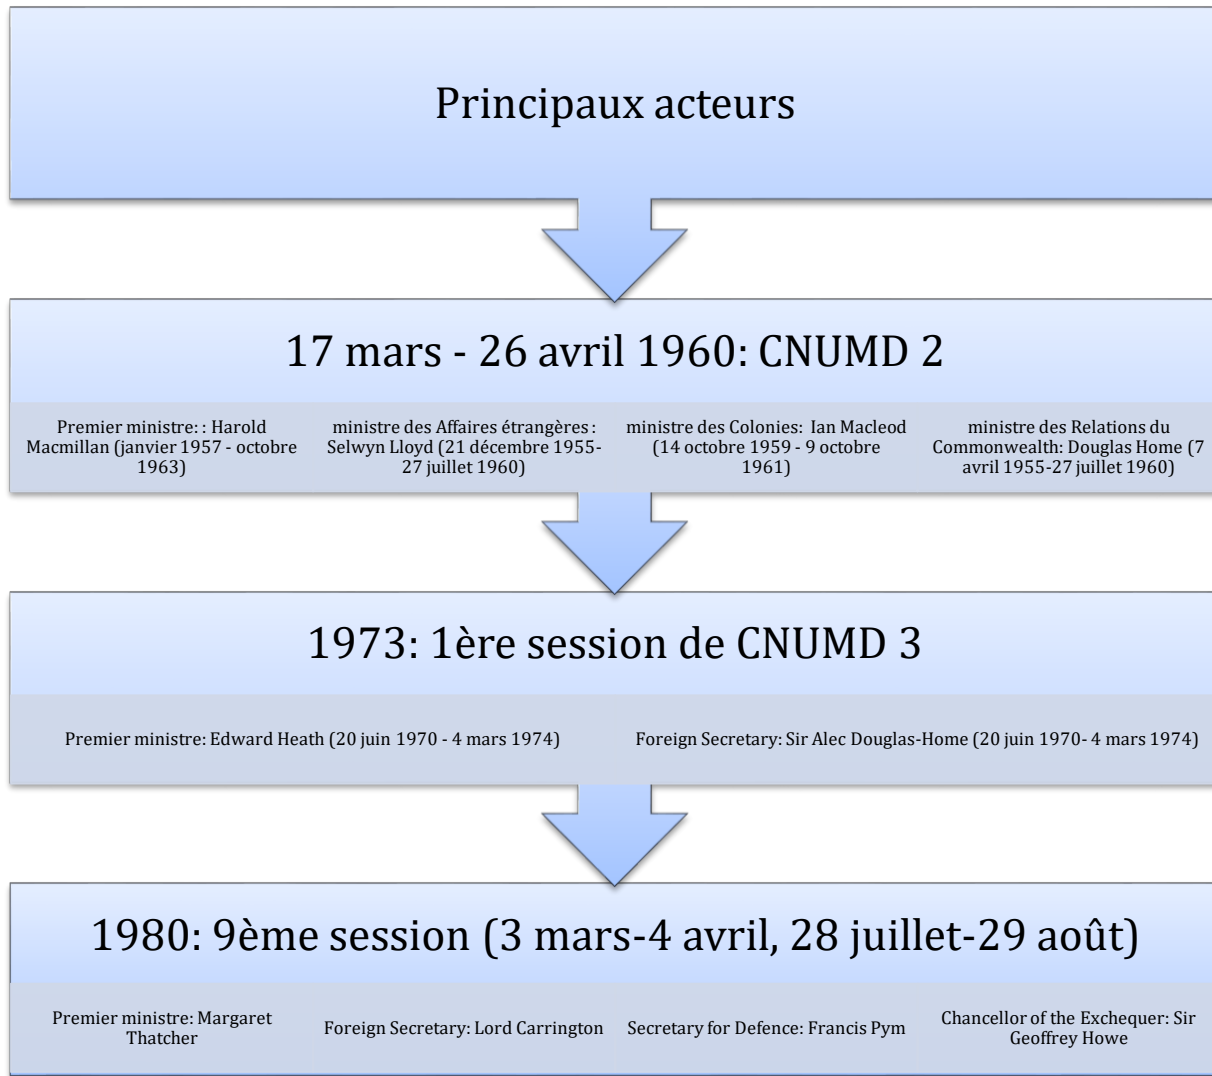 Principaux acteurs
17 mars - 26 avril 1960: CNUMD 2
Premier ministre: : Harold
Macmillan (janvier 1957 - octobre
1963)
ministre des Affaires étrangères :
Selwyn Lloyd (21 décembre 1955-
27 juillet 1960)
ministre des Colonies: Ian Macleod
(14 octobre 1959 - 9 octobre
1961)
ministre des Relations du
Commonwealth: Douglas Home (7
avril 1955-27 juillet 1960)
1973: 1ère session de CNUMD 3
Premier ministre: Edward Heath (20 juin 1970 - 4 mars 1974)
Foreign Secretary: Sir Alec Douglas-Home (20 juin 1970- 4 mars 1974)
1980: 9ème session (3 mars-4 avril, 28 juillet-29 août)
Premier ministre: Margaret
Thatcher
Foreign Secretary: Lord Carrington
Secretary for Defence: Francis Pym
Chancellor of the Exchequer: Sir
Geoffrey Howe